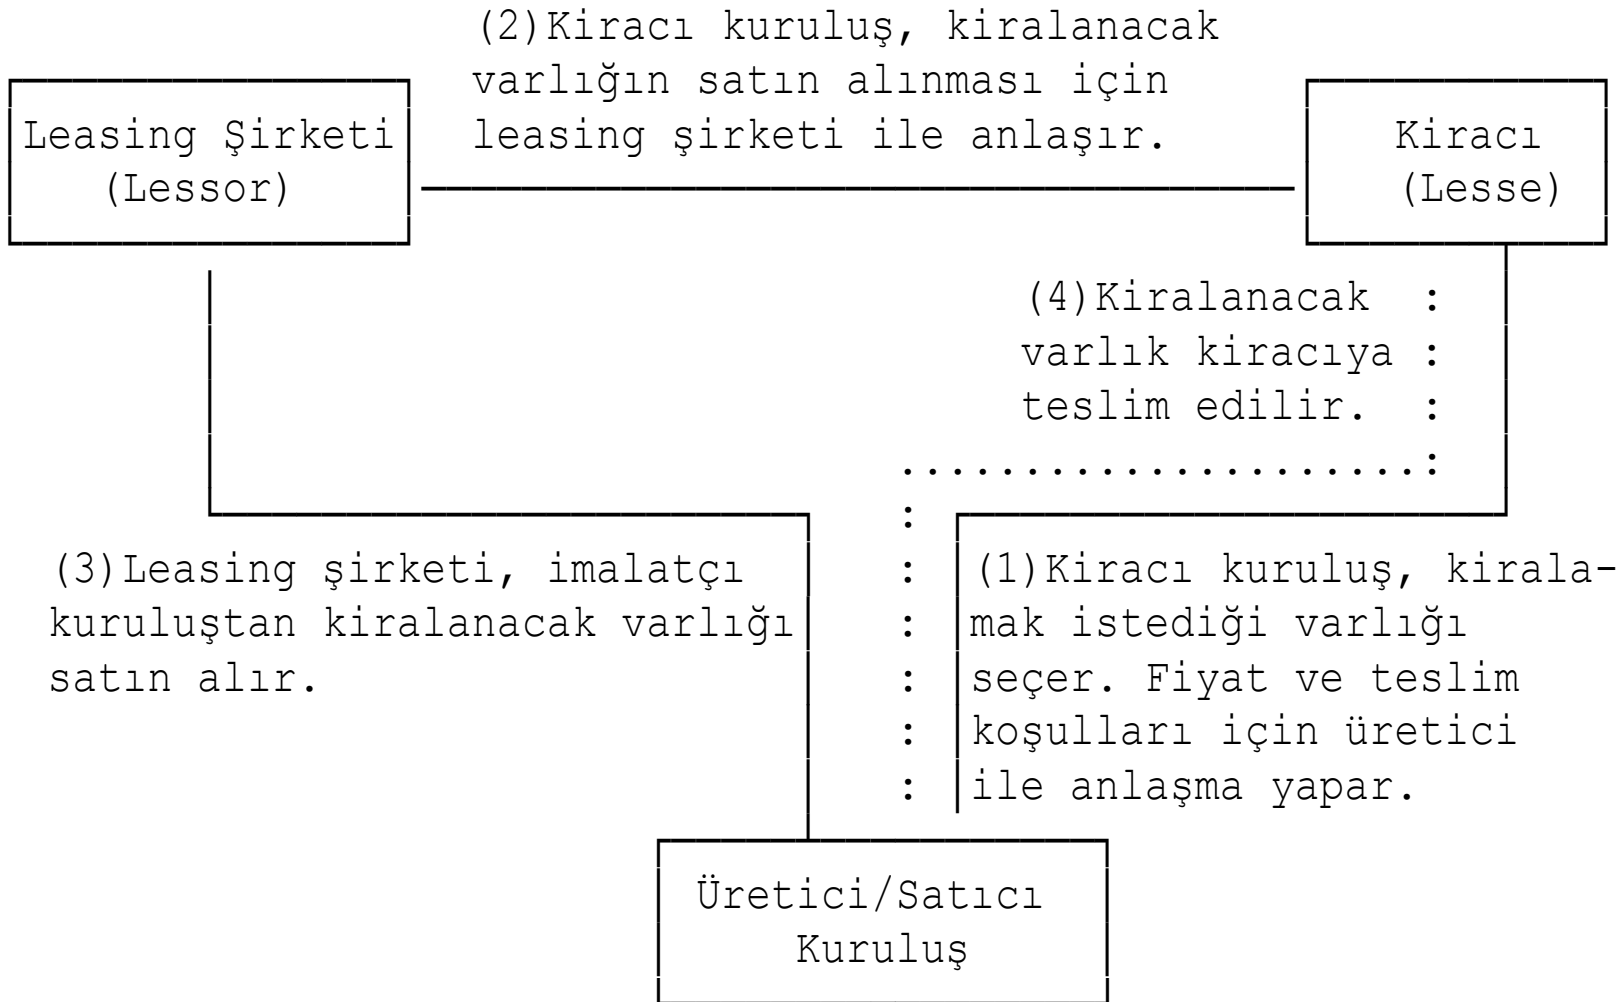 (2)Kiracı kuruluş, kiralanacak
varlığın satın alınması için
leasing şirketi ile anlaşır.
Leasing Şirketi
(Lessor)
Kiracı
(Lesse)
(4)Kiralanacak
varlık kiracıya
teslim edilir.
(3)Leasing şirketi, imalatçı
kuruluştan kiralanacak varlığı
satın alır.
(1)Kiracı kuruluş, kirala-
mak istediği varlığı
seçer. Fiyat ve teslim
koşulları için üretici
ile anlaşma yapar.
Üretici/Satıcı
Kuruluş